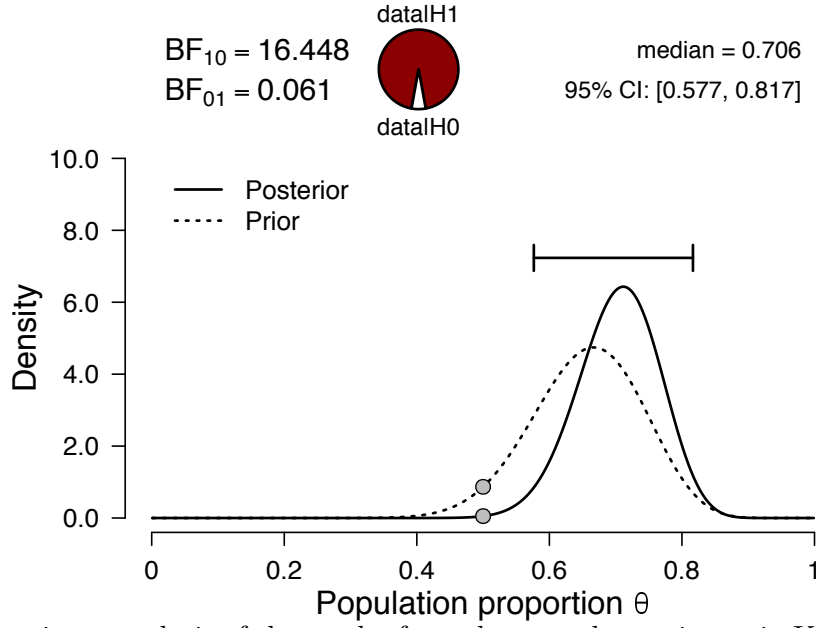 data|H1
BF10 = 16.448
BF01 = 0.061
median = 0.706
95% CI: [0.577, 0.817]
data|H0
10.0
8.0
6.0
4.0
2.0
0.0
Density
Posterior
Prior
0 0.2 0.4 0.6 0.8 1
Population proportion θ